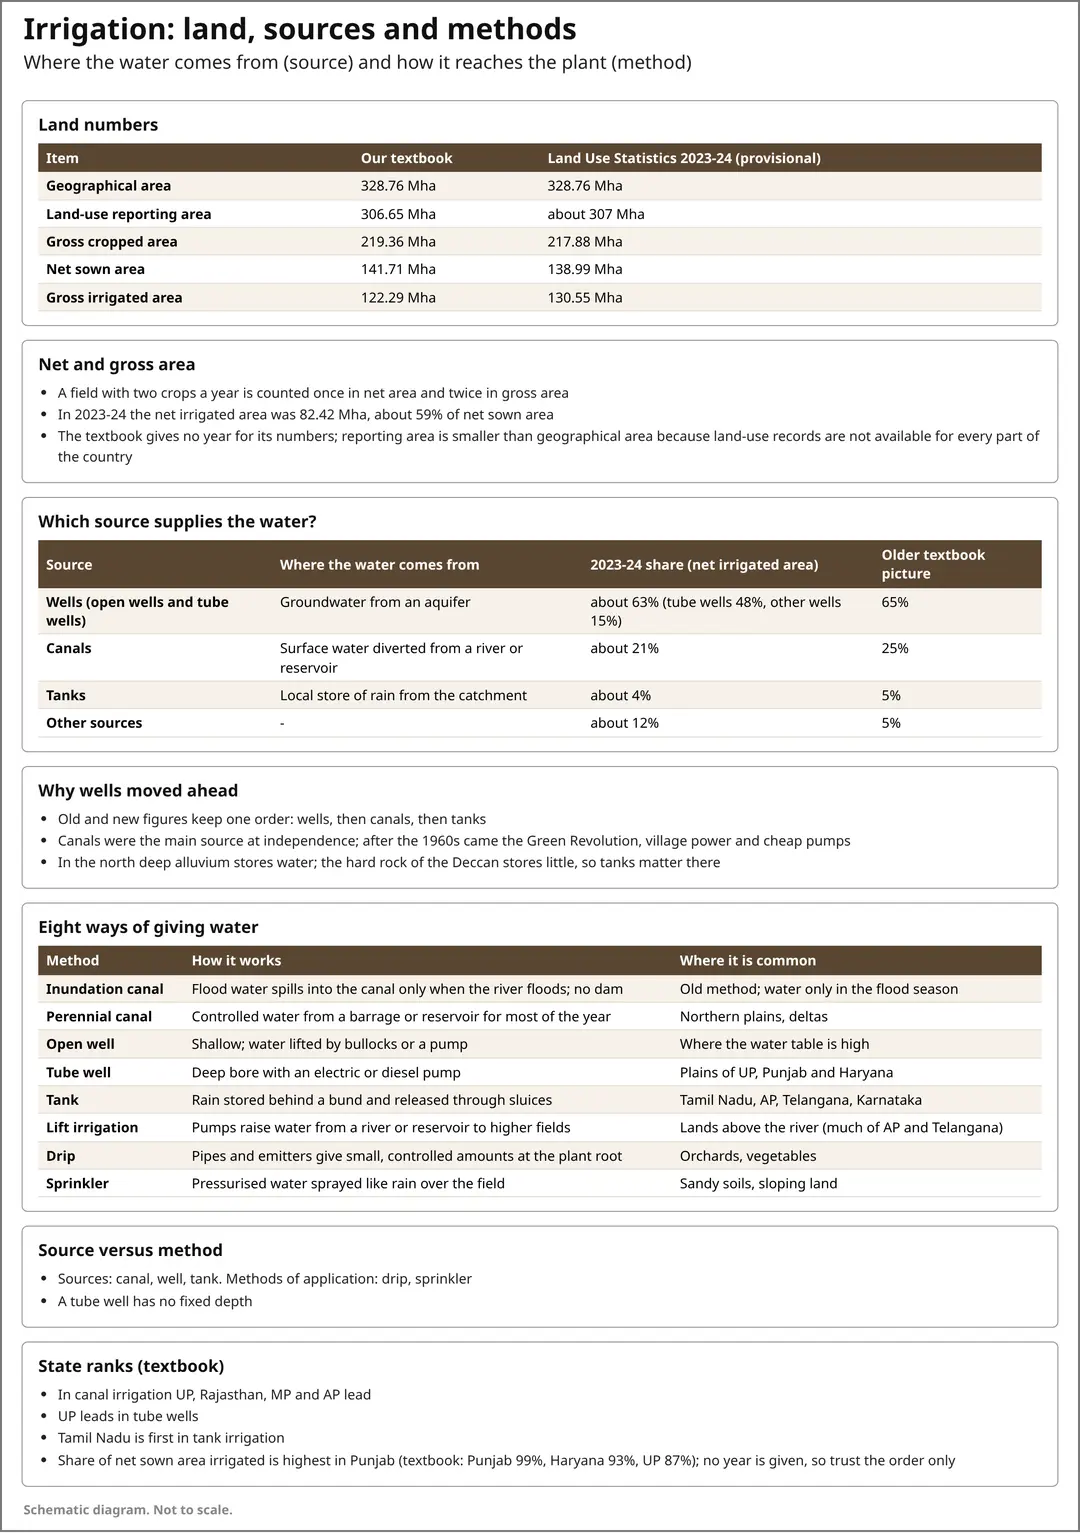 Irrigation: land, sources and methods
Where the water comes from (source) and how it reaches the plant (method)
Land numbers
Item Our textbook Land Use Statistics 2023-24 (provisional)
Geographical area 328.76 Mha 328.76 Mha
Land-use reporting area 306.65 Mha about 307 Mha
Gross cropped area 219.36 Mha 217.88 Mha
Net sown area 141.71 Mha 138.99 Mha
Gross irrigated area 122.29 Mha 130.55 Mha
Net and gross area
• A field with two crops a year is counted once in net area and twice in gross area
• In 2023-24 the net irrigated area was 82.42 Mha, about 59% of net sown area
• The textbook gives no year for its numbers; reporting area is smaller than geographical area because land-use records are not available for every part of
the country
Which source supplies the water?
Source Where the water comes from 2023-24 share (net irrigated area) Older textbook
picture
Wells (open wells and tube Groundwater from an aquifer about 63% (tube wells 48%, other wells 65%
wells) 15%)
Canals Surface water diverted from a river or about 21% 25%
reservoir
Tanks Local store of rain from the catchment about 4% 5%
Other sources - about 12% 5%
Why wells moved ahead
• Old and new figures keep one order: wells, then canals, then tanks
• Canals were the main source at independence; after the 1960s came the Green Revolution, village power and cheap pumps
• In the north deep alluvium stores water; the hard rock of the Deccan stores little, so tanks matter there
Eight ways of giving water
Method How it works Where it is common
Inundation canal Flood water spills into the canal only when the river floods; no dam Old method; water only in the flood season
Perennial canal Controlled water from a barrage or reservoir for most of the year Northern plains, deltas
Open well Shallow; water lifted by bullocks or a pump Where the water table is high
Tube well Deep bore with an electric or diesel pump Plains of UP, Punjab and Haryana
Tank Rain stored behind a bund and released through sluices Tamil Nadu, AP, Telangana, Karnataka
Lift irrigation Pumps raise water from a river or reservoir to higher fields Lands above the river (much of AP and Telangana)
Drip Pipes and emitters give small, controlled amounts at the plant root Orchards, vegetables
Sprinkler Pressurised water sprayed like rain over the field Sandy soils, sloping land
Source versus method
• Sources: canal, well, tank. Methods of application: drip, sprinkler
• A tube well has no fixed depth
State ranks (textbook)
• In canal irrigation UP, Rajasthan, MP and AP lead
• UP leads in tube wells
• Tamil Nadu is first in tank irrigation
• Share of net sown area irrigated is highest in Punjab (textbook: Punjab 99%, Haryana 93%, UP 87%); no year is given, so trust the order only
Schematic diagram. Not to scale.